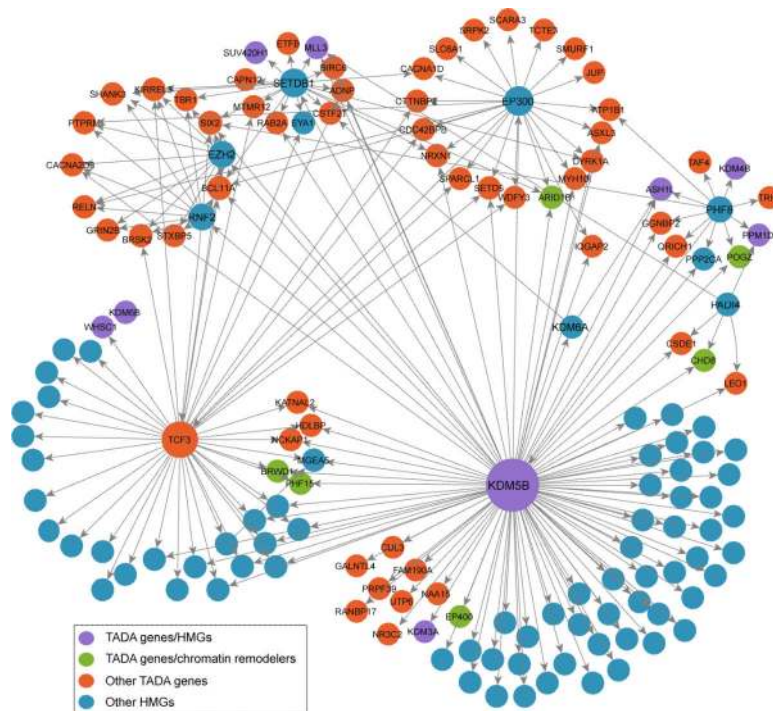 SCARA3
SRPK2
TCTE3
ETFB
MLL3
SUV420H1
SLC8A1
SMURF1
BIRC6
CACNA1D
JUP
CAPN12
SETDB1
SHANK3
KIRREL3
TBR1
ADNP
EP300
CTTNBP2
ATP1B1
MTMR12
CSTF2T
PTPRM
SIX2
RAB2A
EYA1
CDC42BPB
ASXL3
EZH2
NRXN1
DYRK1A
TAF4
KDM4B
CACNA2D3
BCL11A
SPARCL1
SETD5
MYH10
ASH1L
WDFY3
ARID1B
RELN
RNF2
PHF8
GRIN2B
GGNBP2
PPM1D
BRSK2
STXBP5
IQGAP2
QRICH1
PPP2CA
POGZ
PADI4
KDM6B
WHSC1
KDM6A
CSDE1
CHD8
LEO1
KATNAL2
HDLBP
TCF3
NCKAP1
MGEA5
BRWD1
PHF15
KDM5B
CUL3
GALNTL4
FAM190A
PRPF39
NAA15
RANBP17
UTP6
EP400
NR3C2
KDM3A
TADA genes/HMGs
TADA genes/chromatin remodelers
Other TADA genes
Other HMGs